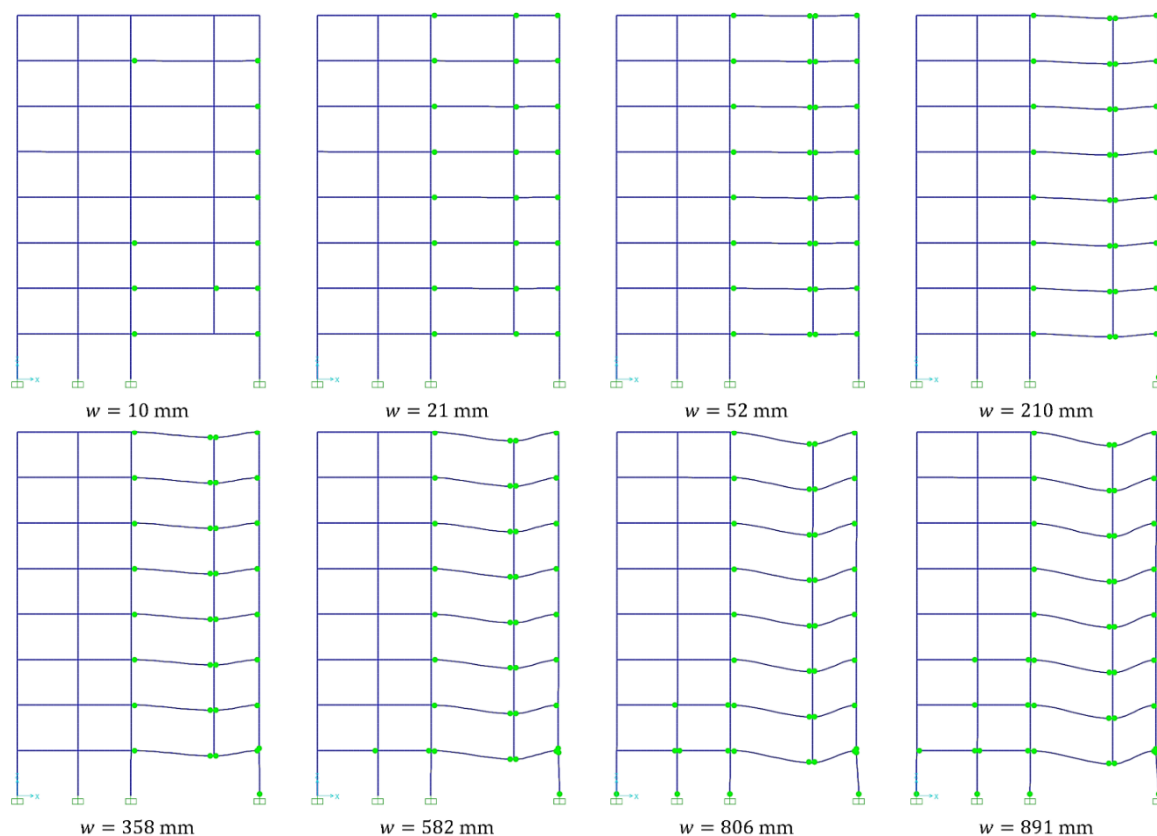 w = 10 mm
w = 21 mm
w = 52 mm
w = 210 mm
w = 358 mm
w = 582 mm
w = 806 mm
w = 891 mm
X
X
X
X
X
X
X
X